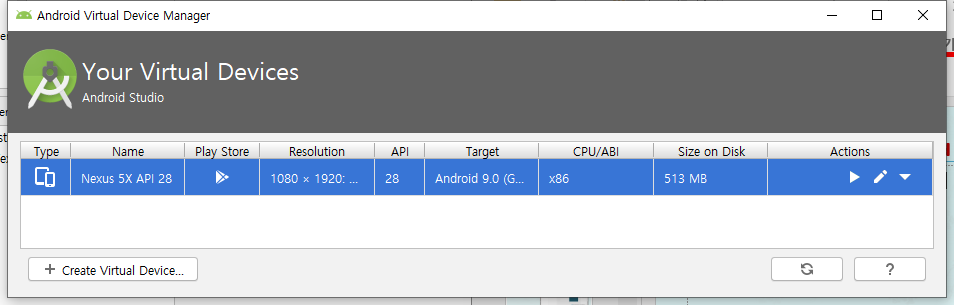 Android Virtual Device Manager
Your Virtual Devices
Android Studio
Type Name Play Store Resolution API Target CPU/ABI Size on Disk Actions
Nexus 5X API 28 1080 × 1920: ... 28 Android 9.0 (G... x86 513 MB
+ Create Virtual Device...
?